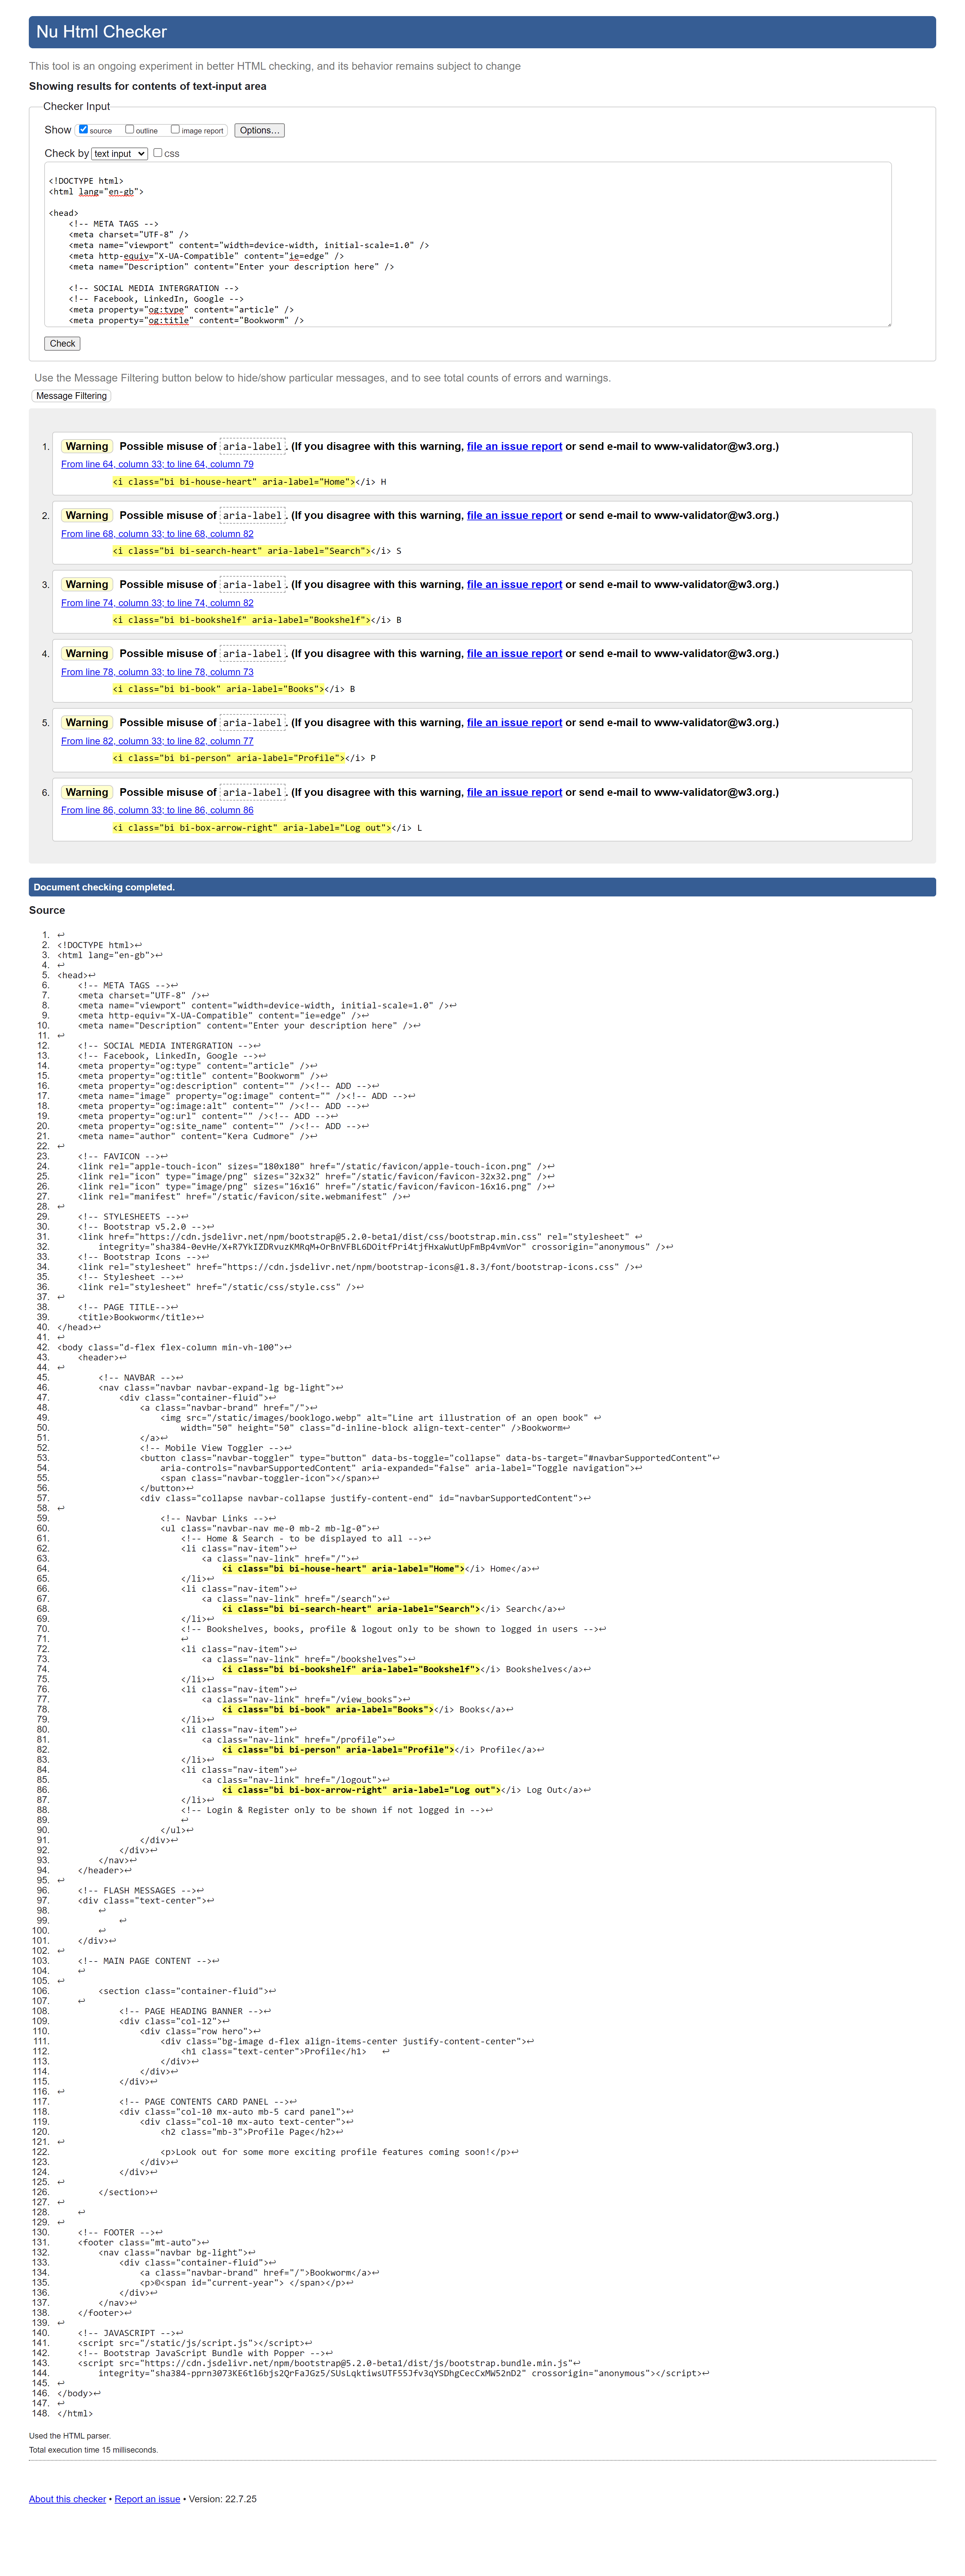 Nu Html Checker
This tool is an ongoing experiment in better HTML checking, and its behavior remains subject to change
Showing results for contents of text-input area
Checker Input
Show source outline image report Options…
Check by text input css
<!DOCTYPE html>
<html lang="en-gb">
<head>
<!-- META TAGS -->
<meta charset="UTF-8" />
<meta name="viewport" content="width=device-width, initial-scale=1.0" />
<meta http-equiv="X-UA-Compatible" content="ie=edge" />
<meta name="Description" content="Enter your description here" />
<!-- SOCIAL MEDIA INTERGRATION -->
<!-- Facebook, LinkedIn, Google -->
<meta property="og:type" content="article" />
<meta property="og:title" content="Bookworm" />
Check
Use the Message Filtering button below to hide/show particular messages, and to see total counts of errors and warnings.
Message Filtering
1. Warning Possible misuse of aria-label. (If you disagree with this warning, file an issue report or send e-mail to www-validator@w3.org.)
From line 64, column 33; to line 64, column 79
<i class="bi bi-house-heart" aria-label="Home"></i> H
2. Warning Possible misuse of aria-label. (If you disagree with this warning, file an issue report or send e-mail to www-validator@w3.org.)
From line 68, column 33; to line 68, column 82
<i class="bi bi-search-heart" aria-label="Search"></i> S
3. Warning Possible misuse of aria-label. (If you disagree with this warning, file an issue report or send e-mail to www-validator@w3.org.)
From line 74, column 33; to line 74, column 82
<i class="bi bi-bookshelf" aria-label="Bookshelf"></i> B
4. Warning Possible misuse of aria-label. (If you disagree with this warning, file an issue report or send e-mail to www-validator@w3.org.)
From line 78, column 33; to line 78, column 73
<i class="bi bi-book" aria-label="Books"></i> B
5. Warning Possible misuse of aria-label. (If you disagree with this warning, file an issue report or send e-mail to www-validator@w3.org.)
From line 82, column 33; to line 82, column 77
<i class="bi bi-person" aria-label="Profile"></i> P
6. Warning Possible misuse of aria-label. (If you disagree with this warning, file an issue report or send e-mail to www-validator@w3.org.)
From line 86, column 33; to line 86, column 86
<i class="bi bi-box-arrow-right" aria-label="Log out"></i> L
Document checking completed.
Source
1. ↩
2. <!DOCTYPE html>↩
3. <html lang="en-gb">↩
4. ↩
5. <head>↩
6. <!-- META TAGS -->↩
7. <meta charset="UTF-8" />↩
8. <meta name="viewport" content="width=device-width, initial-scale=1.0" />↩
9. <meta http-equiv="X-UA-Compatible" content="ie=edge" />↩
10. <meta name="Description" content="Enter your description here" />↩
11. ↩
12. <!-- SOCIAL MEDIA INTERGRATION -->↩
13. <!-- Facebook, LinkedIn, Google -->↩
14. <meta property="og:type" content="article" />↩
15. <meta property="og:title" content="Bookworm" />↩
16. <meta property="og:description" content="" /><!-- ADD -->↩
17. <meta name="image" property="og:image" content="" /><!-- ADD -->↩
18. <meta property="og:image:alt" content="" /><!-- ADD -->↩
19. <meta property="og:url" content="" /><!-- ADD -->↩
20. <meta property="og:site_name" content="" /><!-- ADD -->↩
21. <meta name="author" content="Kera Cudmore" />↩
22. ↩
23. <!-- FAVICON -->↩
24. <link rel="apple-touch-icon" sizes="180x180" href="/static/favicon/apple-touch-icon.png" />↩
25. <link rel="icon" type="image/png" sizes="32x32" href="/static/favicon/favicon-32x32.png" />↩
26. <link rel="icon" type="image/png" sizes="16x16" href="/static/favicon/favicon-16x16.png" />↩
27. <link rel="manifest" href="/static/favicon/site.webmanifest" />↩
28. ↩
29. <!-- STYLESHEETS -->↩
30. <!-- Bootstrap v5.2.0 -->↩
31. <link href="https://cdn.jsdelivr.net/npm/bootstrap@5.2.0-beta1/dist/css/bootstrap.min.css" rel="stylesheet" ↩
32. integrity="sha384-0evHe/X+R7YkIZDRvuzKMRqM+OrBnVFBL6DOitfPri4tjfHxaWutUpFmBp4vmVor" crossorigin="anonymous" />↩
33. <!-- Bootstrap Icons -->↩
34. <link rel="stylesheet" href="https://cdn.jsdelivr.net/npm/bootstrap-icons@1.8.3/font/bootstrap-icons.css" />↩
35. <!-- Stylesheet -->↩
36. <link rel="stylesheet" href="/static/css/style.css" />↩
37. ↩
38. <!-- PAGE TITLE-->↩
39. <title>Bookworm</title>↩
40. </head>↩
41. ↩
42. <body class="d-flex flex-column min-vh-100">↩
43. <header>↩
44. ↩
45. <!-- NAVBAR -->↩
46. <nav class="navbar navbar-expand-lg bg-light">↩
47. <div class="container-fluid">↩
48. <a class="navbar-brand" href="/">↩
49. <img src="/static/images/booklogo.webp" alt="Line art illustration of an open book" ↩
50. width="50" height="50" class="d-inline-block align-text-center" />Bookworm↩
51. </a>↩
52. <!-- Mobile View Toggler -->↩
53. <button class="navbar-toggler" type="button" data-bs-toggle="collapse" data-bs-target="#navbarSupportedContent"↩
54. aria-controls="navbarSupportedContent" aria-expanded="false" aria-label="Toggle navigation">↩
55. <span class="navbar-toggler-icon"></span>↩
56. </button>↩
57. <div class="collapse navbar-collapse justify-content-end" id="navbarSupportedContent">↩
58. ↩
59. <!-- Navbar Links -->↩
60. <ul class="navbar-nav me-0 mb-2 mb-lg-0">↩
61. <!-- Home & Search - to be displayed to all -->↩
62. <li class="nav-item">↩
63. <a class="nav-link" href="/">↩
64. <i class="bi bi-house-heart" aria-label="Home"></i> Home</a>↩
65. </li>↩
66. <li class="nav-item">↩
67. <a class="nav-link" href="/search">↩
68. <i class="bi bi-search-heart" aria-label="Search"></i> Search</a>↩
69. </li>↩
70. <!-- Bookshelves, books, profile & logout only to be shown to logged in users -->↩
71. ↩
72. <li class="nav-item">↩
73. <a class="nav-link" href="/bookshelves">↩
74. <i class="bi bi-bookshelf" aria-label="Bookshelf"></i> Bookshelves</a>↩
75. </li>↩
76. <li class="nav-item">↩
77. <a class="nav-link" href="/view_books">↩
78. <i class="bi bi-book" aria-label="Books"></i> Books</a>↩
79. </li>↩
80. <li class="nav-item">↩
81. <a class="nav-link" href="/profile">↩
82. <i class="bi bi-person" aria-label="Profile"></i> Profile</a>↩
83. </li>↩
84. <li class="nav-item">↩
85. <a class="nav-link" href="/logout">↩
86. <i class="bi bi-box-arrow-right" aria-label="Log out"></i> Log Out</a>↩
87. </li>↩
88. <!-- Login & Register only to be shown if not logged in -->↩
89. ↩
90. </ul>↩
91. </div>↩
92. </div>↩
93. </nav>↩
94. </header>↩
95. ↩
96. <!-- FLASH MESSAGES -->↩
97. <div class="text-center">↩
98. ↩
99. ↩
100. ↩
101. </div>↩
102. ↩
103. <!-- MAIN PAGE CONTENT -->↩
104. ↩
105. ↩
106. <section class="container-fluid">↩
107. ↩
108. <!-- PAGE HEADING BANNER -->↩
109. <div class="col-12">↩
110. <div class="row hero">↩
111. <div class="bg-image d-flex align-items-center justify-content-center">↩
112. <h1 class="text-center">Profile</h1> ↩
113. </div>↩
114. </div>↩
115. </div>↩
116. ↩
117. <!-- PAGE CONTENTS CARD PANEL -->↩
118. <div class="col-10 mx-auto mb-5 card panel">↩
119. <div class="col-10 mx-auto text-center">↩
120. <h2 class="mb-3">Profile Page</h2>↩
121. ↩
122. <p>Look out for some more exciting profile features coming soon!</p>↩
123. </div>↩
124. </div>↩
125. ↩
126. </section>↩
127. ↩
128. ↩
129. ↩
130. <!-- FOOTER -->↩
131. <footer class="mt-auto">↩
132. <nav class="navbar bg-light">↩
133. <div class="container-fluid">↩
134. <a class="navbar-brand" href="/">Bookworm</a>↩
135. <p>©<span id="current-year"> </span></p>↩
136. </div>↩
137. </nav>↩
138. </footer>↩
139. ↩
140. <!-- JAVASCRIPT -->↩
141. <script src="/static/js/script.js"></script>↩
142. <!-- Bootstrap JavaScript Bundle with Popper -->↩
143. <script src="https://cdn.jsdelivr.net/npm/bootstrap@5.2.0-beta1/dist/js/bootstrap.bundle.min.js"↩
144. integrity="sha384-pprn3073KE6tl6bjs2QrFaJGz5/SUsLqktiwsUTF55Jfv3qYSDhgCecCxMW52nD2" crossorigin="anonymous"></script>↩
145. ↩
146. </body>↩
147. ↩
148. </html>
Used the HTML parser.
Total execution time 15 milliseconds.
About this checker • Report an issue • Version: 22.7.25